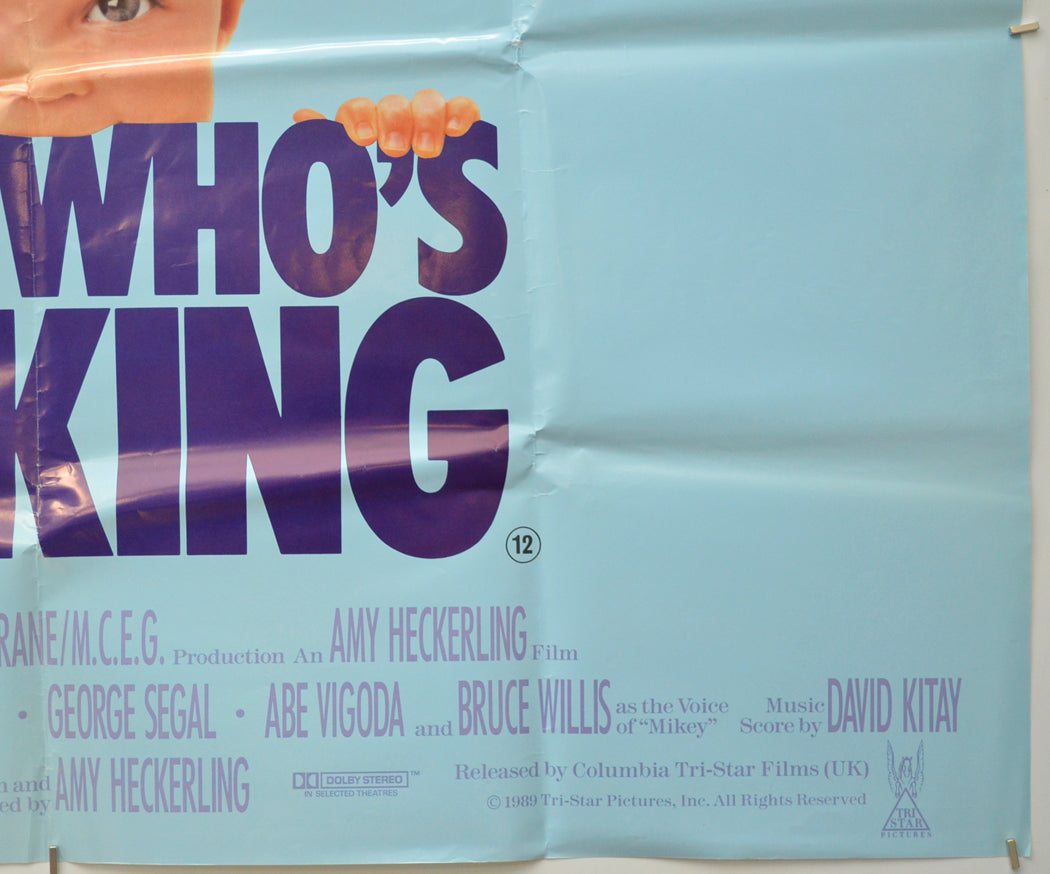 WHO'S
KING
12
RANE/M.C.E.G. Production An AMY HECKERLING Film
• GEORGE SEGAL • ABE VIGODA and BRUCE WILLIS as the Voice of "Mikey" Music Score by DAVID KITAY
n and
ed by AMY HECKERLING
DOLBY STEREO™
IN SELECTED THEATRES
Released by Columbia Tri-Star Films (UK)
© 1989 Tri-Star Pictures, Inc. All Rights Reserved
TRI
STAR
PICTURES